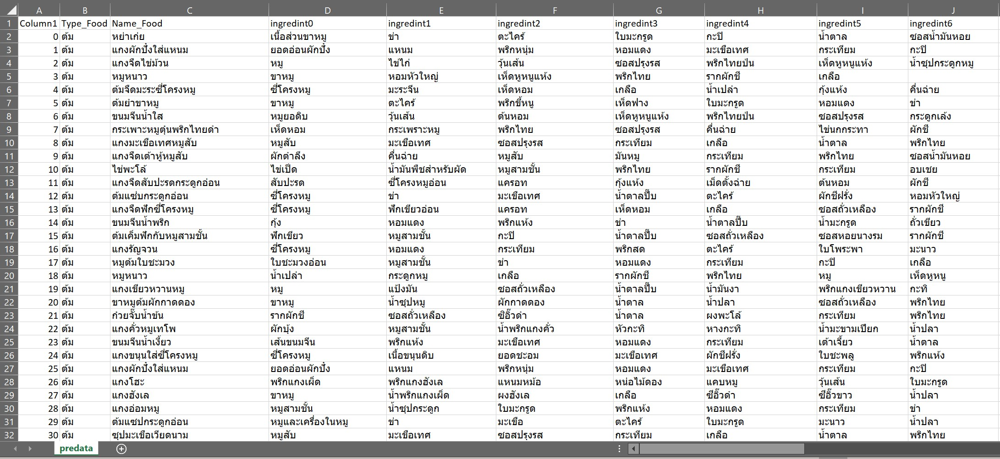 A B C D E F G H I J
1 Column1 Type_Food Name_Food ingredint0 ingredint1 ingredint2 ingredint3 ingredint4 ingredint5 ingredint6
2 0 ต้ม หย่าเก่ย เนื้อส่วนขาหมู ข่า ตะไคร้ ใบมะกรูด กะปิ น้ำตาล ซอสน้ำมันหอย
3 1 ต้ม แกงผักปั๋งใส่แหนม ยอดอ่อนผักปั๋ง แหนม พริกหนุ่ม หอมแดง มะเขือเทศ กระเทียม กะปิ
4 2 ต้ม แกงจืดไข่ม้วน หมู ไข่ไก่ วุ้นเส้น ซอสปรุงรส พริกไทยป่น เห็ดหูหนูแห้ง น้ำซุปกระดูกหมู
5 3 ต้ม หมูหนาว ขาหมู หอมหัวใหญ่ เห็ดหูหนูแห้ง พริกไทย รากผักชี เกลือ
6 4 ต้ม ต้มจืดมะระซี่โครงหมู ซี่โครงหมู มะระจีน เห็ดหอม เกลือ น้ำเปล่า กุ้งแห้ง คื่นฉ่าย
7 5 ต้ม ต้มยำขาหมู ขาหมู ตะไคร้ พริกขี้หนู เห็ดฟาง ใบมะกรูด หอมแดง ข่า
8 6 ต้ม ขนมจีนน้ำใส หมูยอดิบ วุ้นเส้น ต้นหอม เห็ดหูหนูแห้ง พริกไทยป่น ซอสปรุงรส กระดูกเล้ง
9 7 ต้ม กระเพาะหมูตุ๋นพริกไทยดำ เห็ดหอม กระเพราะหมู พริกไทย ซอสปรุงรส คื่นฉ่าย ไข่นกกระทา ผักชี
10 8 ต้ม แกงมะเขือเทศหมูสับ หมูสับ มะเขือเทศ ซอสปรุงรส กระเทียม เกลือ น้ำตาล พริกไทย
11 9 ต้ม แกงจืดเต้าหู้หมูสับ ผักตำลึง คื่นฉ่าย หมูสับ มันหมู กระเทียม พริกไทย ซอสน้ำมันหอย
12 10 ต้ม ไข่พะโล้ ไข่เป็ด น้ำมันพืชสำหรับผัด หมูสามชั้น พริกไทย รากผักชี กระเทียม อบเชย
13 11 ต้ม แกงจืดสับปะรดกระดูกอ่อน สับปะรด ซี่โครงหมูอ่อน แครอท กุ้งแห้ง เม็ดตั้งฉ่าย ต้นหอม ผักชี
14 12 ต้ม ต้มแซ่บกระดูกอ่อน ซี่โครงหมู ข่า มะเขือเทศ น้ำตาลปี๊บ ตะไคร้ ผักชีฝรั่ง หอมหัวใหญ่
15 13 ต้ม แกงจืดฟักซี่โครงหมู ซี่โครงหมู ฟักเขียวอ่อน แครอท เห็ดหอม เกลือ ซอสถั่วเหลือง รากผักชี
16 14 ต้ม ขนมจีนน้ำพริก กุ้ง หอมแดง พริกแห้ง ข่า น้ำตาลปี๊บ น้ำมะกรูด ถั่วเขียว
17 15 ต้ม ต้มเค็มฟักกับหมูสามชั้น ฟักเขียว หมูสามชั้น กะปิ น้ำตาลปี๊บ ซอสถั่วเหลือง ซอสหอยนางรม รากผักชี
18 16 ต้ม แกงรัญจวน ซี่โครงหมู หอมแดง กระเทียม พริกสด ตะไคร้ ใบโพระพา มะนาว
19 17 ต้ม หมูต้มใบชะมวง ใบชะมวงอ่อน หมูสามชั้น ข่า หอมแดง กระเทียม กะปิ เกลือ
20 18 ต้ม หมูหนาว น้ำเปล่า กระดูกหมู เกลือ รากผักชี พริกไทย หมู เห็ดหูหนู
21 19 ต้ม แกงเขียวหวานหมู หมู แป้งมัน ซอสถั่วเหลือง น้ำตาลปี๊บ น้ำมันงา พริกแกงเขียวหวาน กะทิ
22 20 ต้ม ขาหมูต้มผักกาดดอง ขาหมู น้ำซุปหมู ผักกาดดอง น้ำตาล น้ำปลา ซอสถั่วเหลือง พริกไทย
23 21 ต้ม ก๋วยจั๊บน้ำข้น รากผักชี ซอสถั่วเหลือง ซิอิ๊วดำ น้ำตาล ผงพะโล้ กระเทียม พริกไทย
24 22 ต้ม แกงคั่วหมูเทโพ ผักบุ้ง หมูสามชั้น น้ำพริกแกงคั่ว หัวกะทิ หางกะทิ น้ำมะขามเปียก น้ำปลา
25 23 ต้ม ขนมจีนน้ำเงี้ยว เส้นขนมจีน พริกแห้ง มะเขือเทศ หอมแดง กระเทียม เต้าเจี้ยว น้ำตาล
26 24 ต้ม แกงขนุนใส่ซี่โครงหมู ซี่โครงหมู เนื้อขนุนดิบ ยอดชะอม มะเขือเทศ ผักชีฝรั่ง ใบชะพลู พริกแห้ง
27 25 ต้ม แกงผักปั๋งใส่แหนม ยอดอ่อนผักปั๋ง แหนม พริกหนุ่ม หอมแดง มะเขือเทศ กระเทียม กะปิ
28 26 ต้ม แกงโฮะ พริกแกงเผ็ด พริกแกงฮังเล แหนมหม้อ หน่อไม้ดอง แคบหมู วุ้นเส้น ใบมะกรูด
29 27 ต้ม แกงฮังเล ขาหมู น้ำพริกแกงเผ็ด ผงฮังเล เกลือ ซีอิ๊วดำ ซีอิ๊วขาว น้ำปลา
30 28 ต้ม แกงอ่อมหมู หมูสามชั้น น้ำซุปกระดูก ใบมะกรูด พริกแห้ง หอมแดง กระเทียม ข่า
31 29 ต้ม ต้มแซปกระดูกอ่อน หมูและเครื่องในหมู ข่า มะเขือ ตะไคร้ ใบมะกรูด มะนาว น้ำปลา
32 30 ต้ม ซุปมะเขือเวียดนาม หมูสับ มะเขือเทศ ซอสปรุงรส กระเทียม เกลือ น้ำตาล พริกไทย
predata